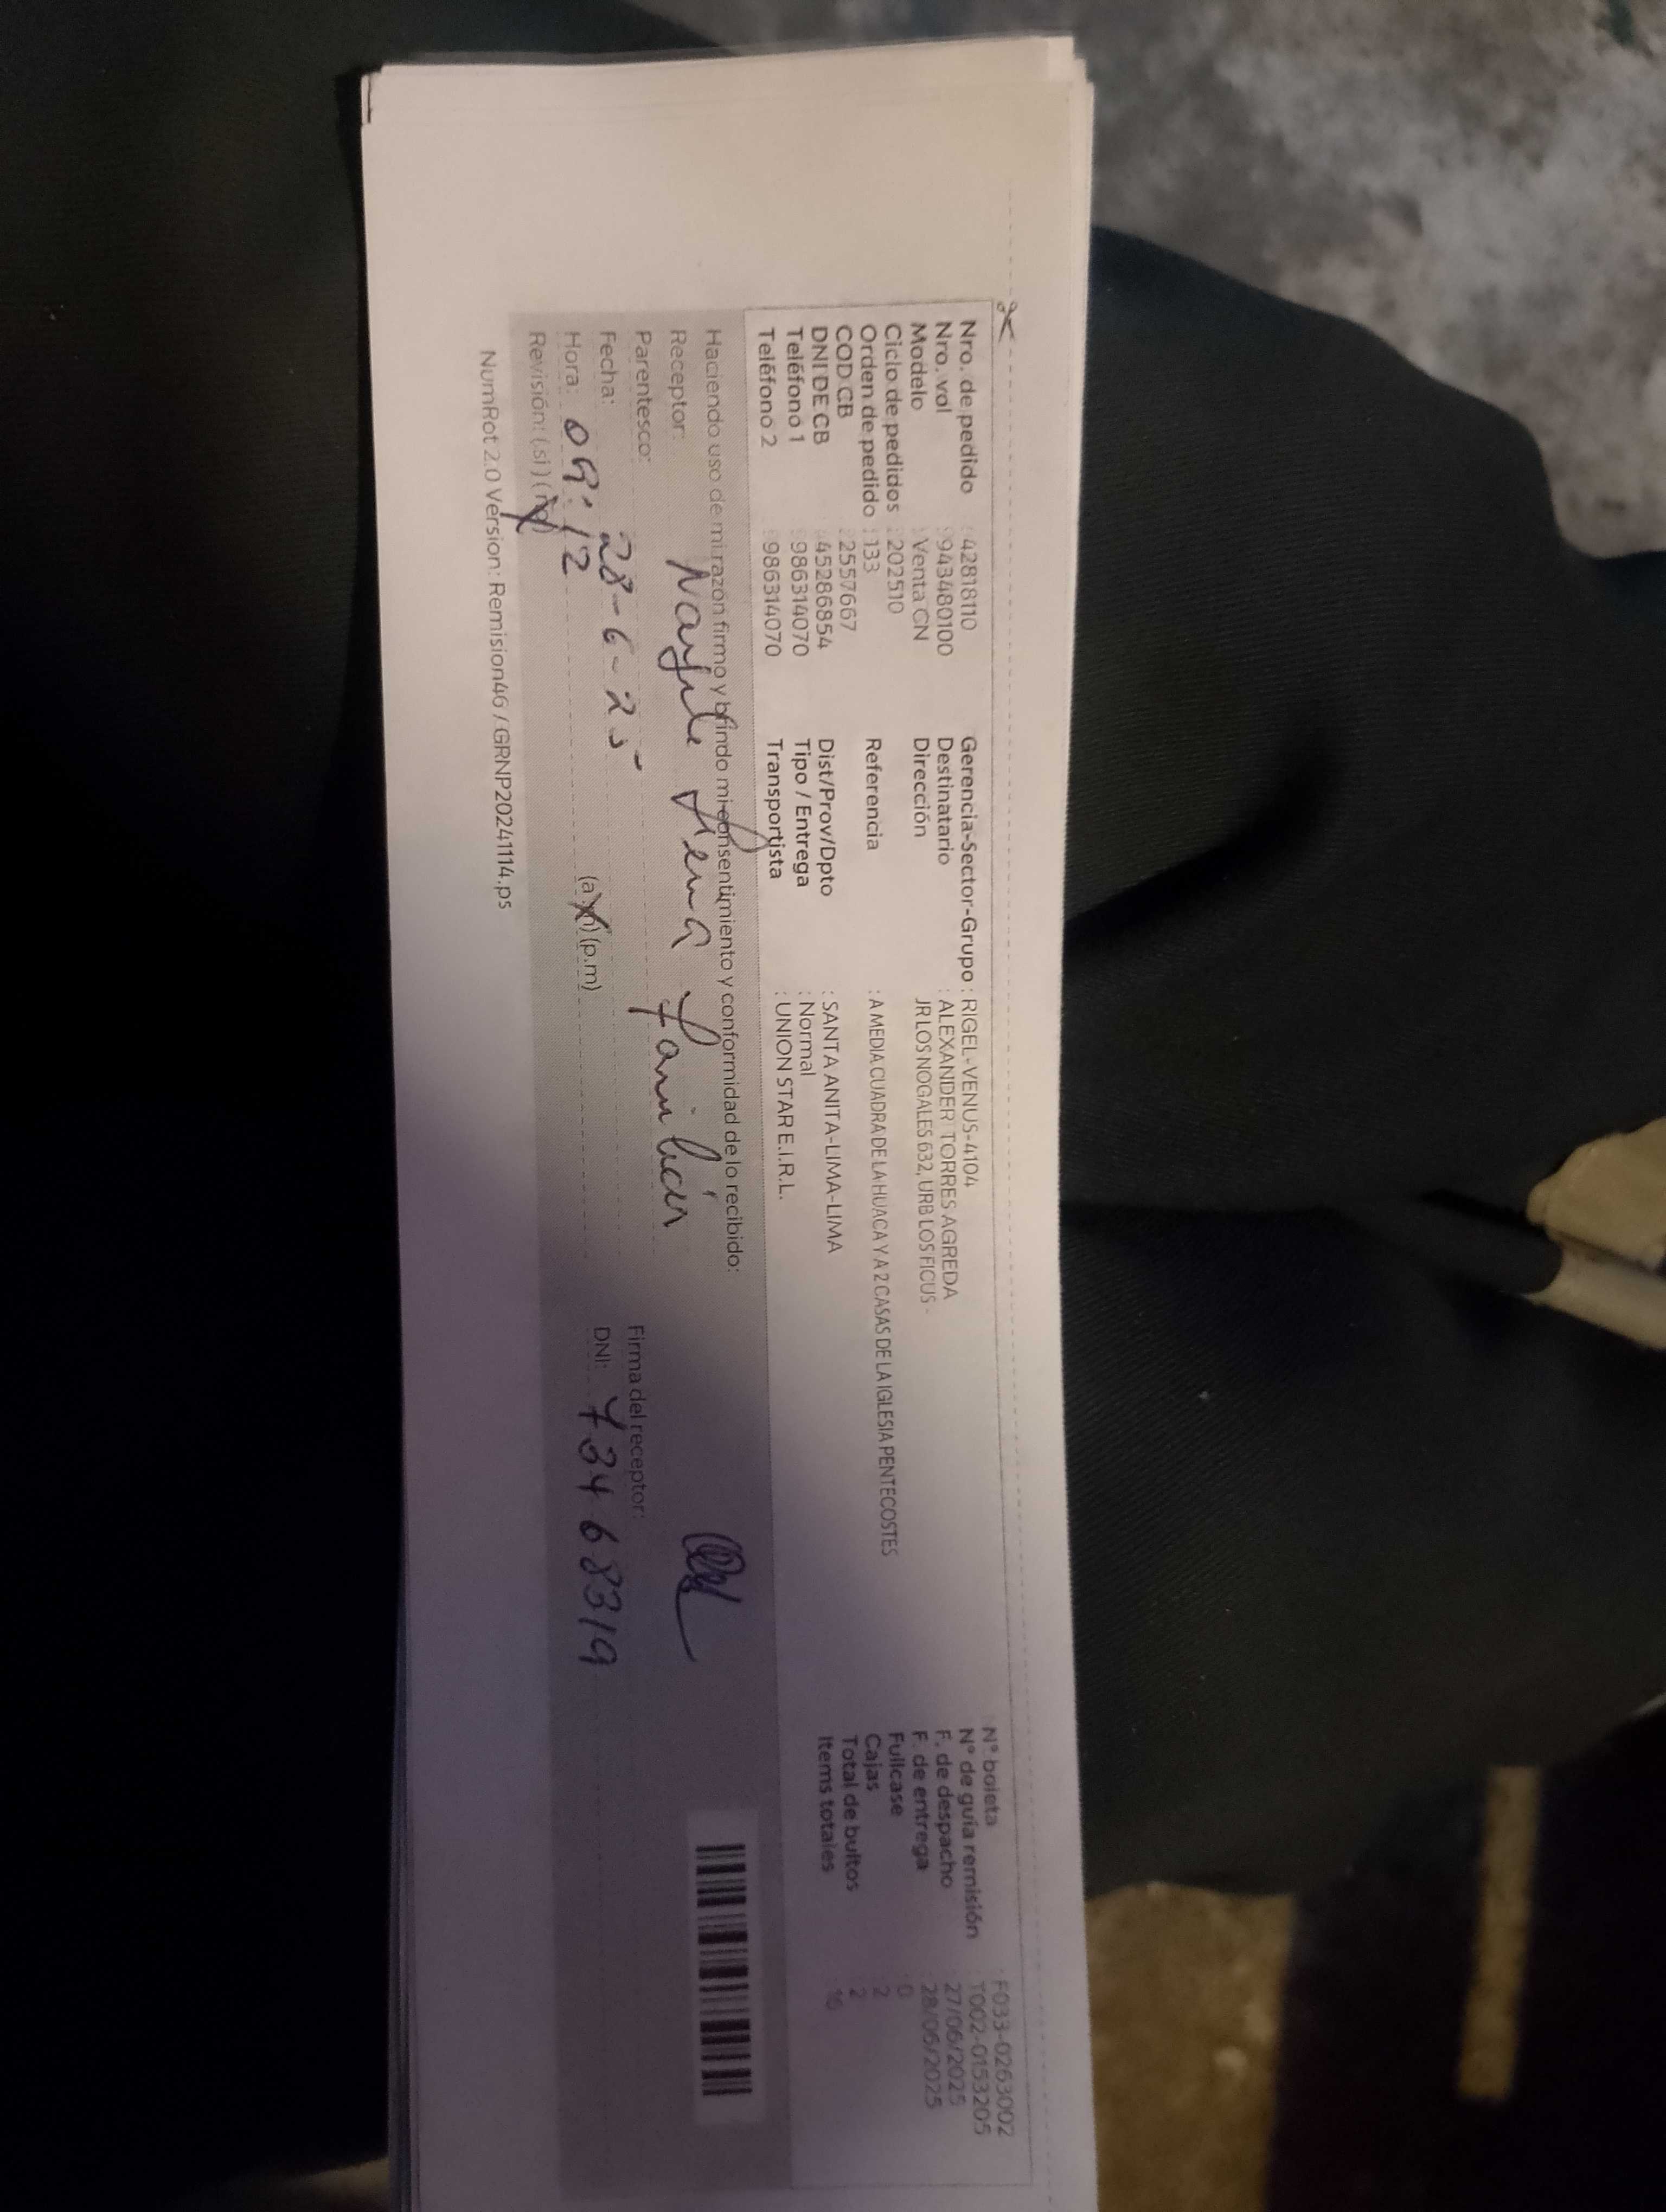 Nro. de pedido : 42818110
Nro. vol : 943480100
Modelo : Venta CN
Ciclo de pedidos : 202510
Orden de pedido : 133
COD CB : 2557667
DNI DE CB : 45286854
Teléfono 1 : 986314070
Teléfono 2 : 986314070
Gerencia-Sector-Grupo : RIGEL-VENUS-4104
Destinatario : ALEXANDER TORRES AGREDA
Dirección JR LOS NOGALES 632, URB LOS FICUS -
Referencia : A MEDIA CUADRA DE LA HUACA Y A 2 CASAS DE LA IGLESIA PENTECOSTES
Dist/Prov/Dpto : SANTA ANITA-LIMA-LIMA
Tipo / Entrega : Normal
Transportista : UNION STAR E.I.R.L.
N° boleta : F033-0263002
N° de guía remisión : T002-0153205
F. de despacho : 27/06/2025
F. de entrega : 28/06/2025
Fullcase : 0
Cajas : 2
Total de bultos : 2
Items totales : 16
Haciendo uso de mi razón firmo y brindo mi consentimiento y conformidad de lo recibido:
Receptor:
Parentesco: Familiar
Fecha: 28-6-25
Hora: 09:12 (a.m) (p.m)
Revisión: (si) (no)
Firma del receptor:
DNI: 73468319
NumRot 2.0 Version: Remision46 / GRNP20241114.ps